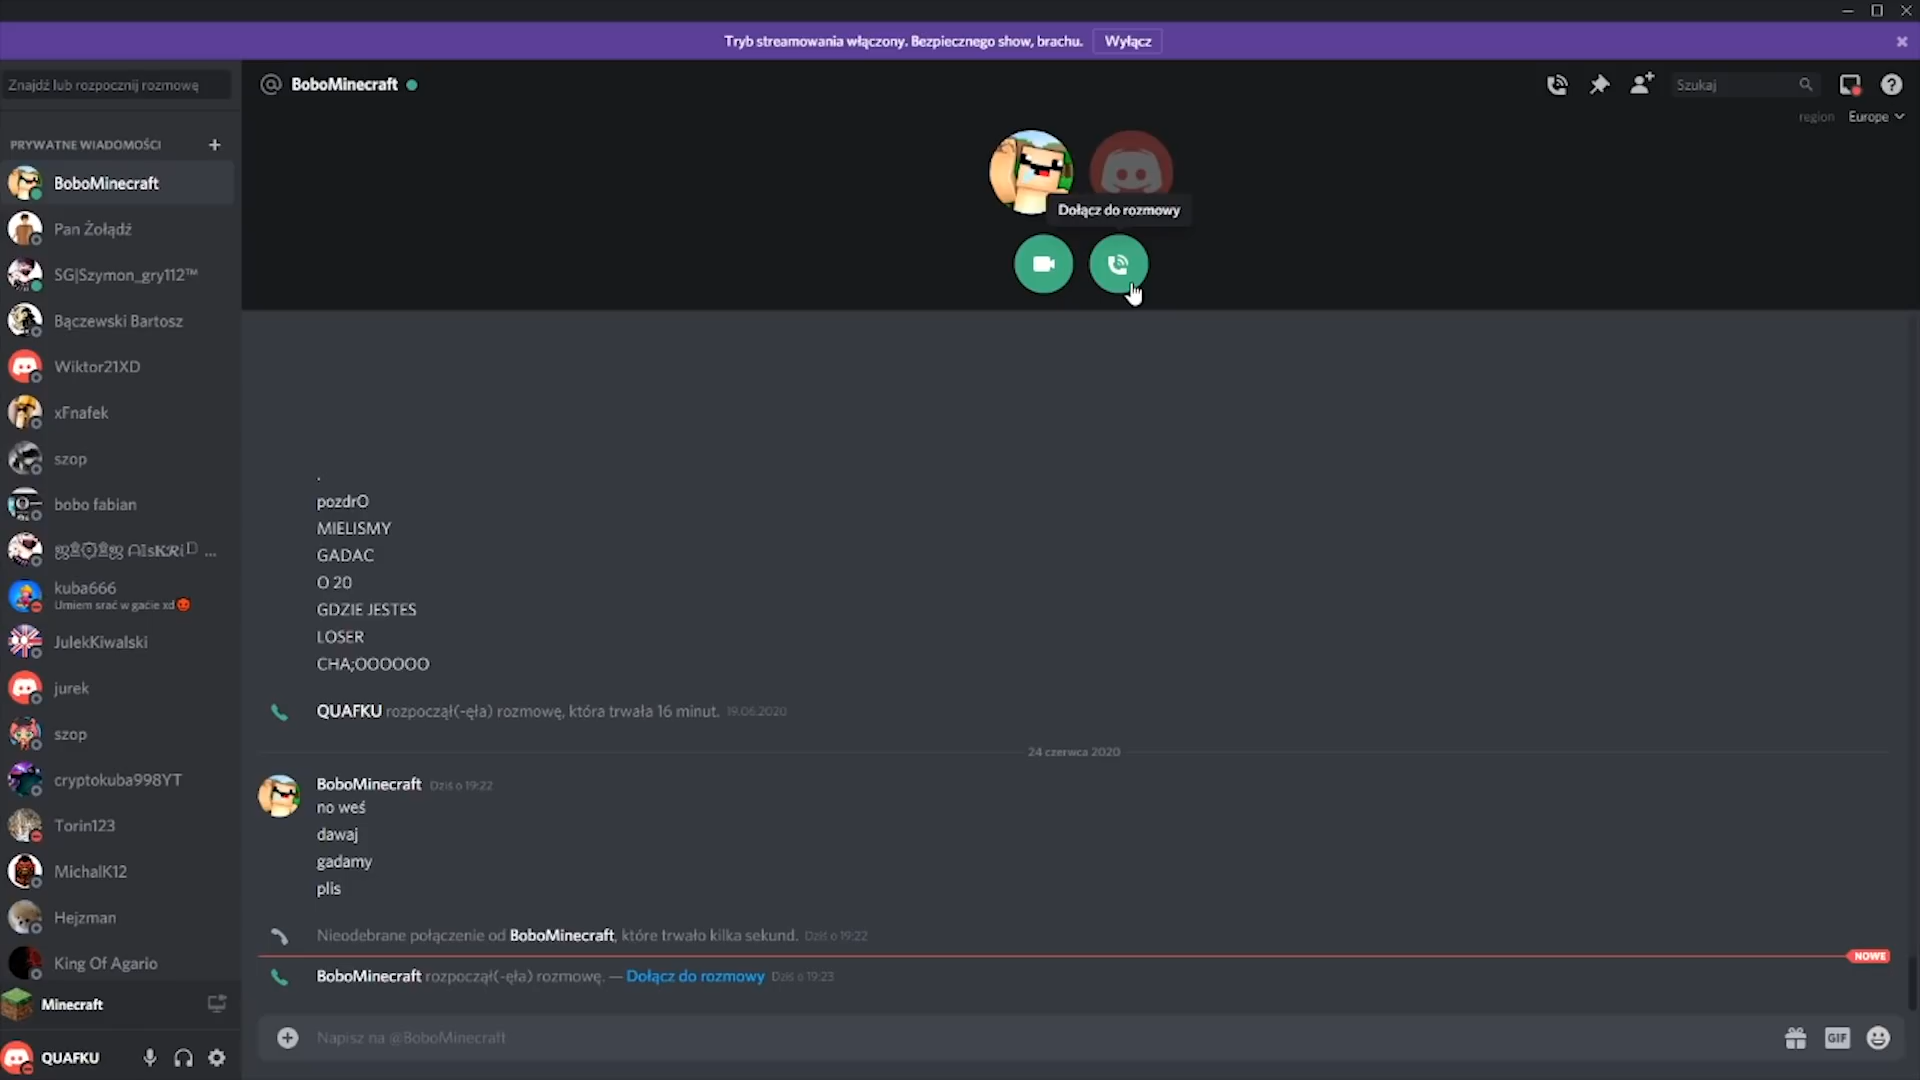 Tryb streamowania włączony. Bezpiecznego show, brachu. Wyłącz
Znajdź lub rozpocznij rozmowę
BoboMinecraft
Szukaj
region Europe
PRYWATNE WIADOMOŚCI
BoboMinecraft
Pan Żołądź
SG|Szymon_gry112™
Bączewski Bartosz
Wiktor21XD
xFnafek
szop
bobo fabian
kuba666
Umiem srać w gacie xd
JulekKiwalski
jurek
szop
cryptokuba998YT
Torin123
MichalK12
Hejzman
King Of Agario
Minecraft
QUAFKU
Dołącz do rozmowy
.
pozdrO
MIELISMY
GADAC
O 20
GDZIE JESTES
LOSER
CHA;OOOOOO
QUAFKU rozpoczął(-ęła) rozmowę, która trwała 16 minut. 19.06.2020
24 czerwca 2020
BoboMinecraft Dziś o 19:22
no weś
dawaj
gadamy
plis
Nieodebrane połączenie od BoboMinecraft, które trwało kilka sekund. Dziś o 19:22
NOWE
BoboMinecraft rozpoczął(-ęła) rozmowę. — Dołącz do rozmowy Dziś o 19:23
Napisz na @BoboMinecraft
GIF